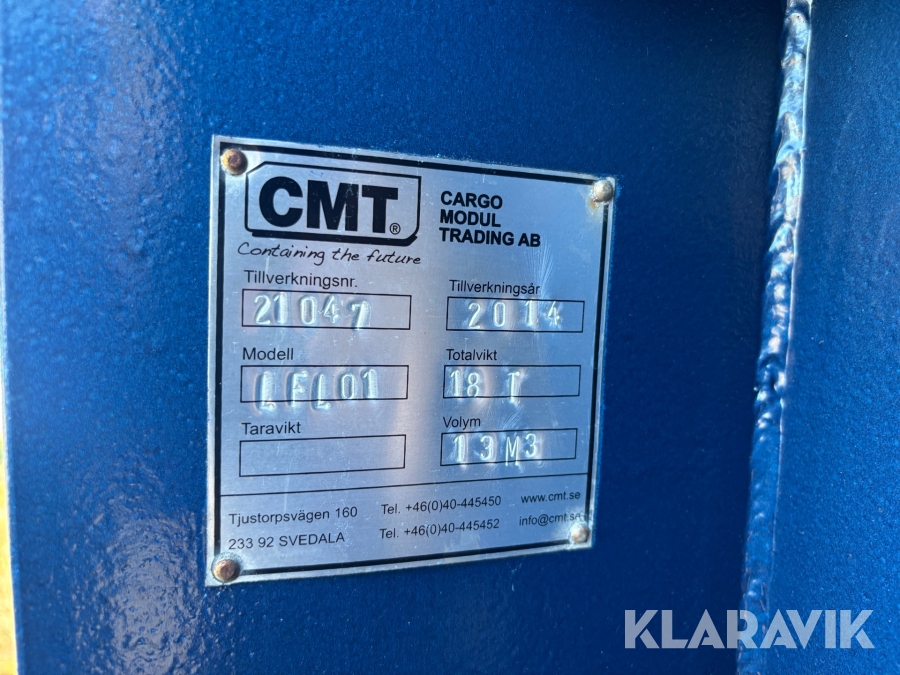 CMT®
Containing the future
CARGO
MODUL
TRADING AB
Tillverkningsnr.
21047
Tillverkningsår
2014
Modell
LFL01
Totalvikt
18 T
Taravikt
Volym
13M3
Tjustorpsvägen 160
233 92 SVEDALA
Tel. +46(0)40-445450
Tel. +46(0)40-445452
www.cmt.se
info@cmt.se
KLARAVIK